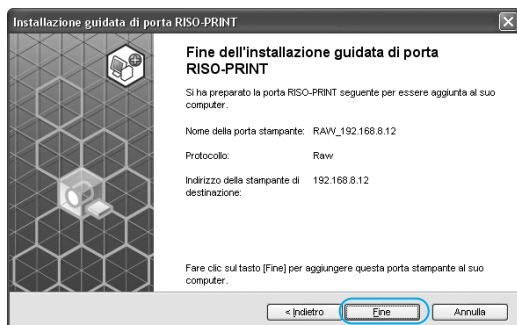 Installazione guidata di porta RISO-PRINT
Fine dell'installazione guidata di porta
RISO-PRINT
Si ha preparato la porta RISO-PRINT seguente per essere aggiunta al suo
computer.
Nome della porta stampante: RAW_192.168.8.12
Protocollo: Raw
Indirizzo della stampante di 192.168.8.12
destinazione:
Fare clic sul tasto [Fine] per aggiungere questa porta stampante al suo
computer.
< Indietro Fine Annulla